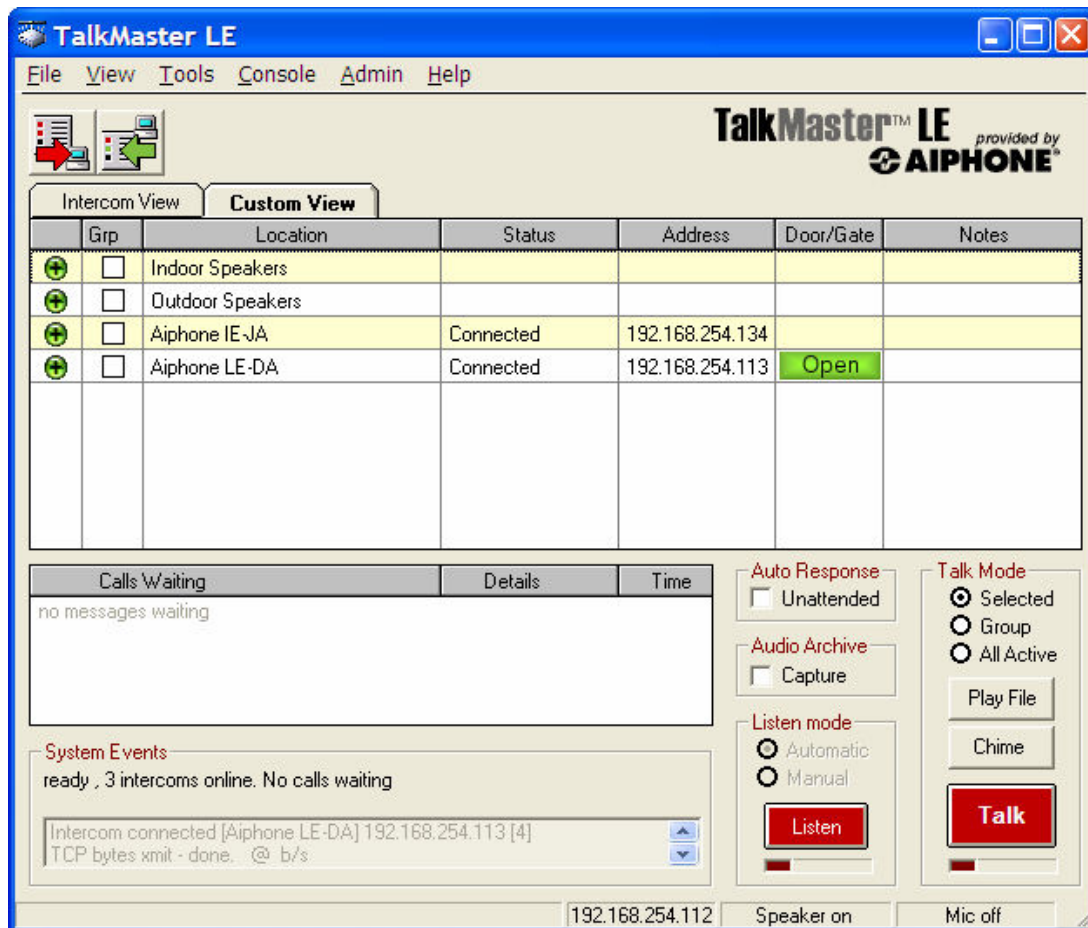 TalkMaster LE
File View Tools Console Admin Help
TalkMaster™ LE provided by
AIPHONE®
Intercom View Custom View
Grp Location Status Address Door/Gate Notes
Indoor Speakers
Outdoor Speakers
Aiphone IE-JA Connected 192.168.254.134
Aiphone LE-DA Connected 192.168.254.113 Open
Calls Waiting Details Time
no messages waiting
Auto Response
Unattended
Audio Archive
Capture
Listen mode
Automatic
Manual
Listen
Talk Mode
Selected
Group
All Active
Play File
Chime
Talk
System Events
ready , 3 intercoms online. No calls waiting
Intercom connected [Aiphone LE-DA] 192.168.254.113 [4]
TCP bytes xmit - done. @ b/s
192.168.254.112 Speaker on Mic off